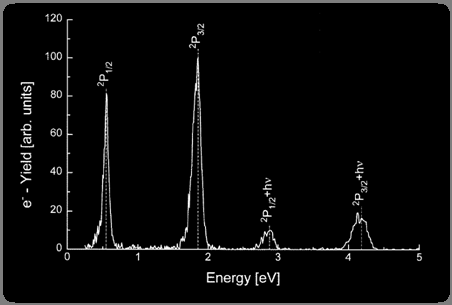 120
100
80
60
40
20
0
e⁻ - Yield [arb. units]
²P₁/₂
²P₃/₂
²P₁/₂+hν
²P₃/₂+hν
0 1 2 3 4 5
Energy [eV]